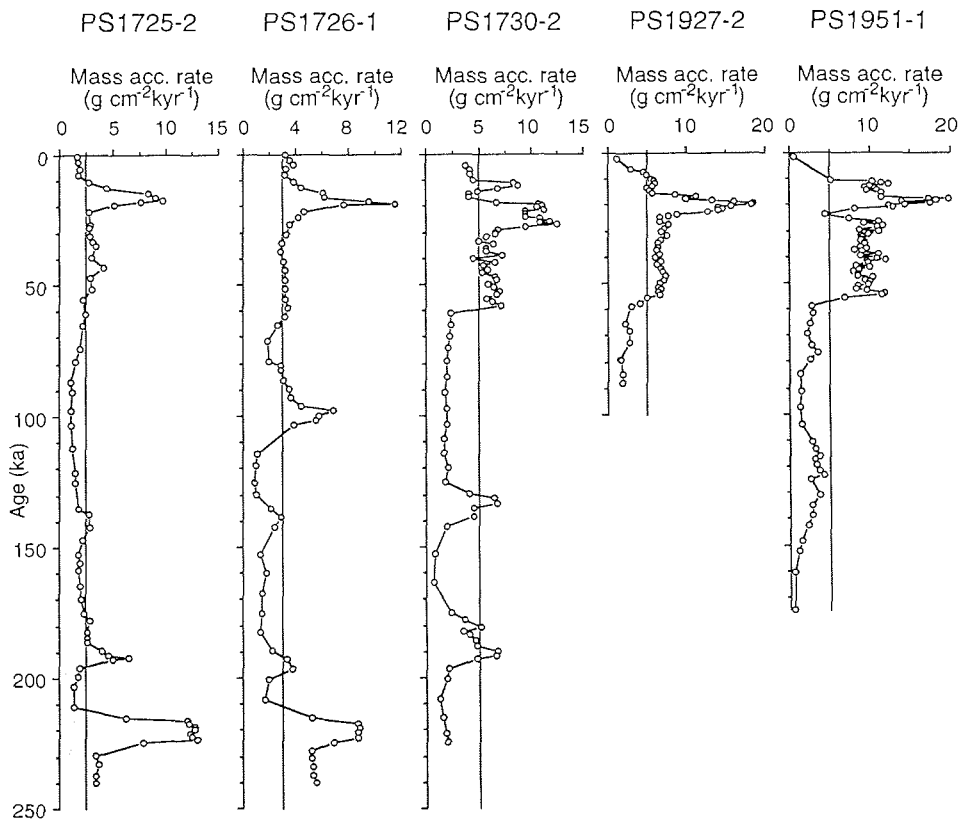 PS1725-2 PS1726-1 PS1730-2 PS1927-2 PS1951-1
Mass acc. rate Mass acc. rate Mass acc. rate Mass acc. rate Mass acc. rate
(g cm-2kyr-1) (g cm-2kyr-1) (g cm-2kyr-1) (g cm-2kyr-1) (g cm-2kyr-1)
0 5 10 15 0 4 8 12 0 5 10 15 0 10 20 0 10 20
0
50
100
150
200
250
Age (ka)